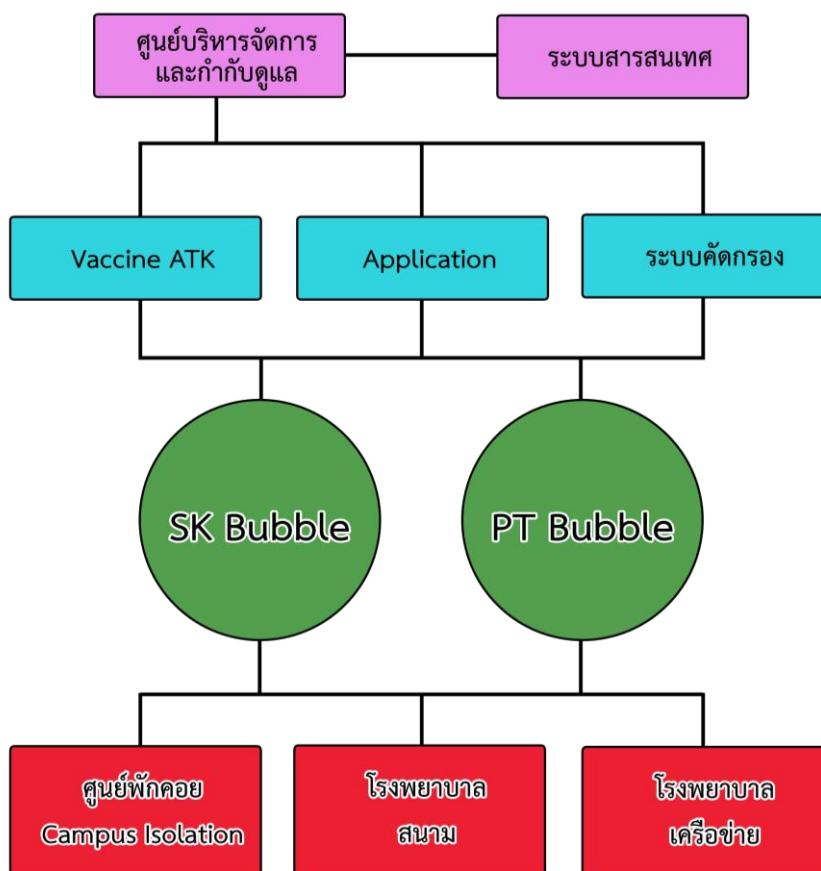 ศูนย์บริหารจัดการ
และกำกับดูแล
ระบบสารสนเทศ
Vaccine ATK
Application
ระบบคัดกรอง
SK Bubble
PT Bubble
ศูนย์พักคอย
Campus Isolation
โรงพยาบาล
สนาม
โรงพยาบาล
เครือข่าย